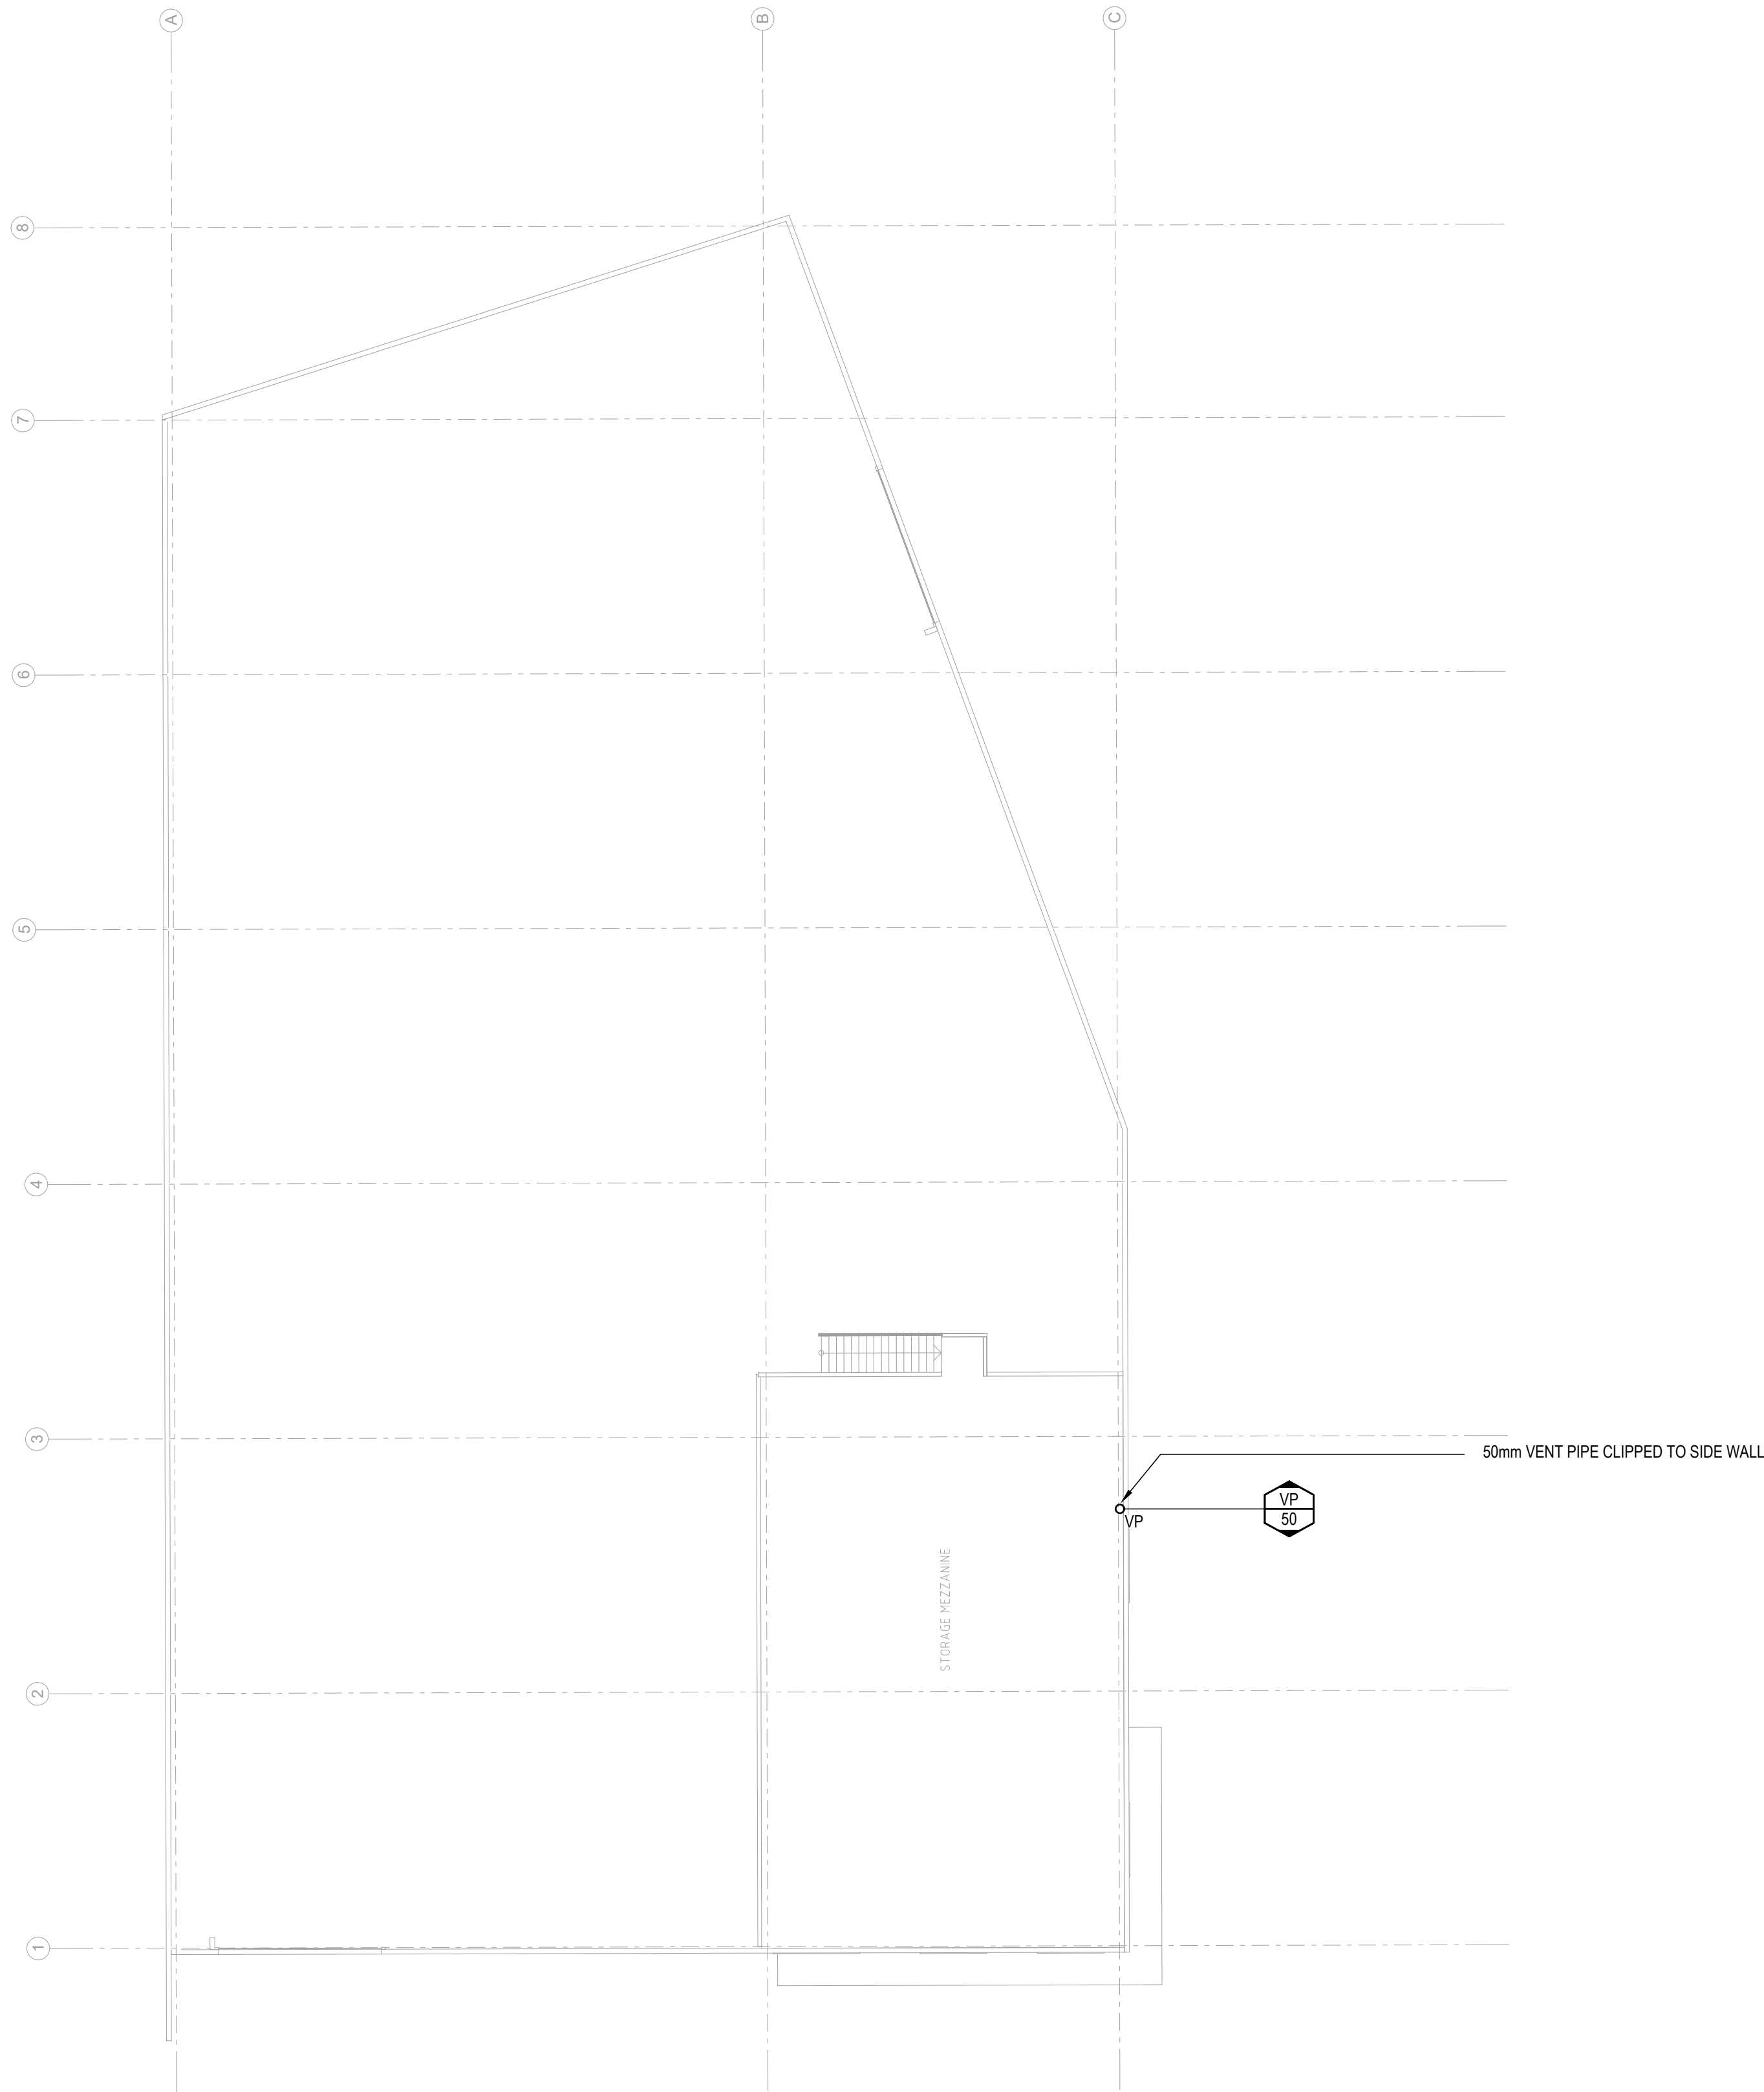 A
B
C
8
7
6
5
4
3
50mm VENT PIPE CLIPPED TO SIDE WALL
VP
50
VP
STORAGE MEZZANINE
2
1